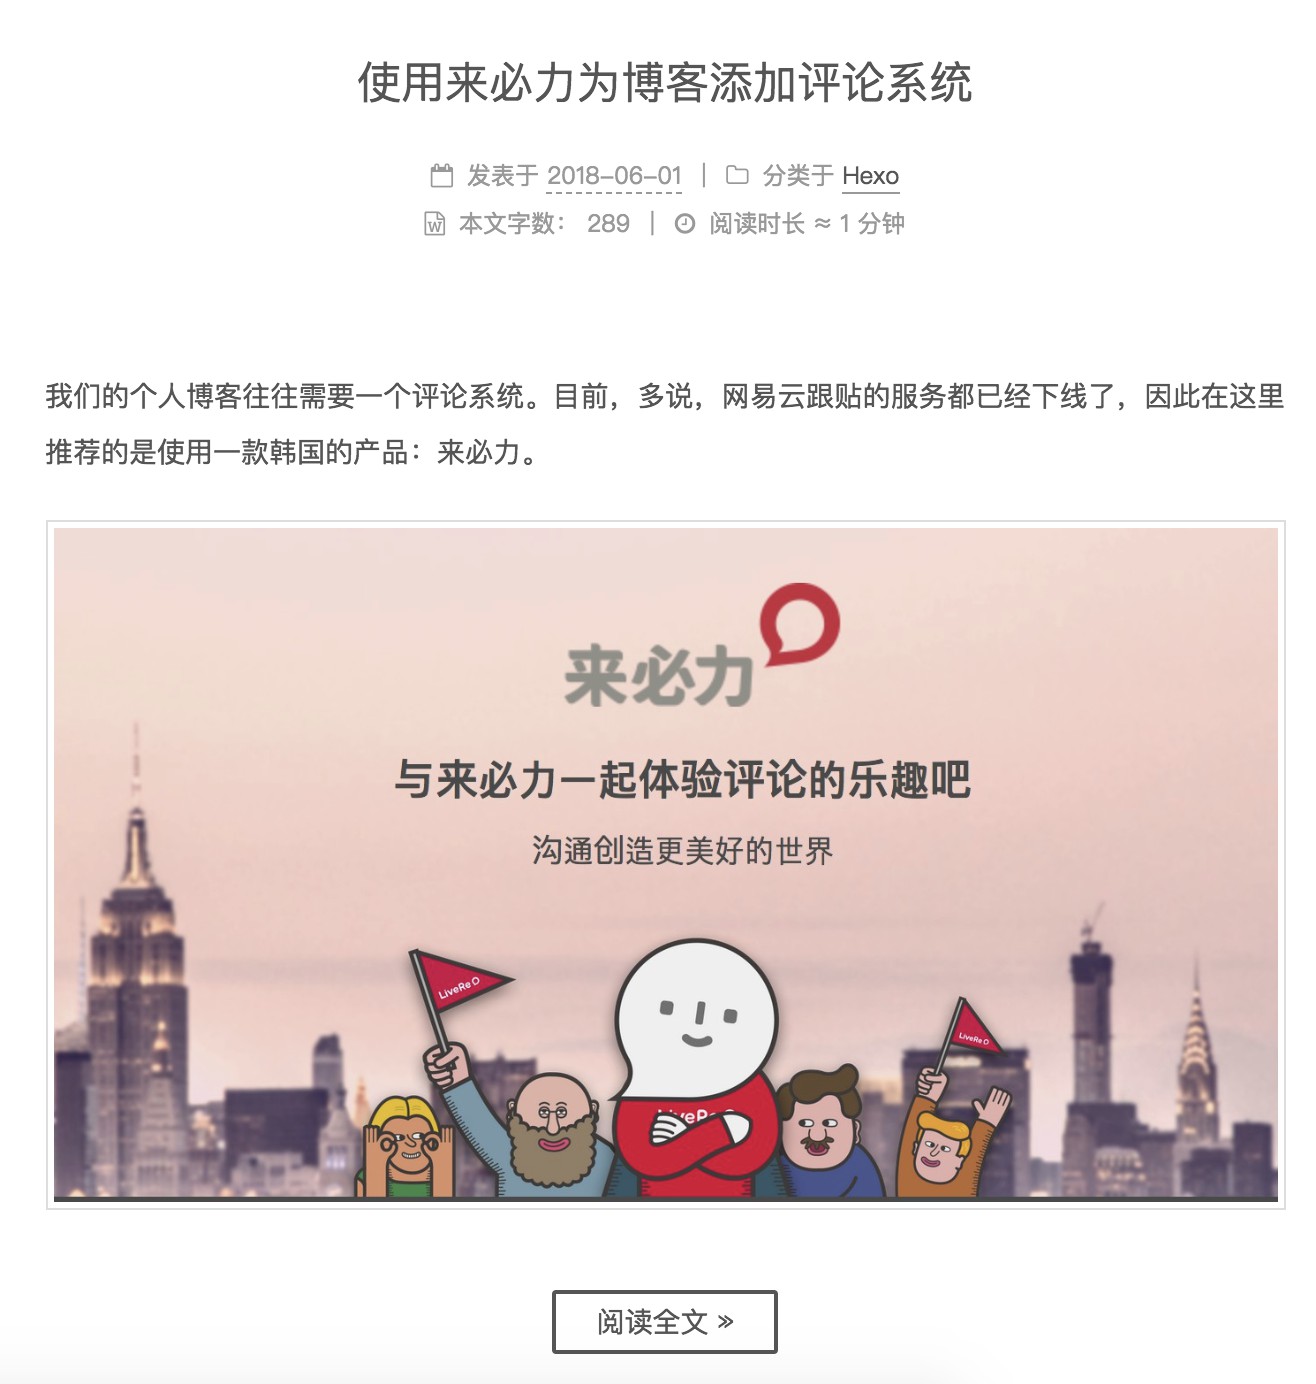 使用来必力为博客添加评论系统
发表于 2018-06-01 | 分类于 Hexo
本文字数： 289 | 阅读时长 ≈ 1 分钟
我们的个人博客往往需要一个评论系统。目前，多说，网易云跟贴的服务都已经下线了，因此在这里
推荐的是使用一款韩国的产品：来必力。
来必力
与来必力一起体验评论的乐趣吧
沟通创造更美好的世界
LiveRe
LiveRe
阅读全文 »